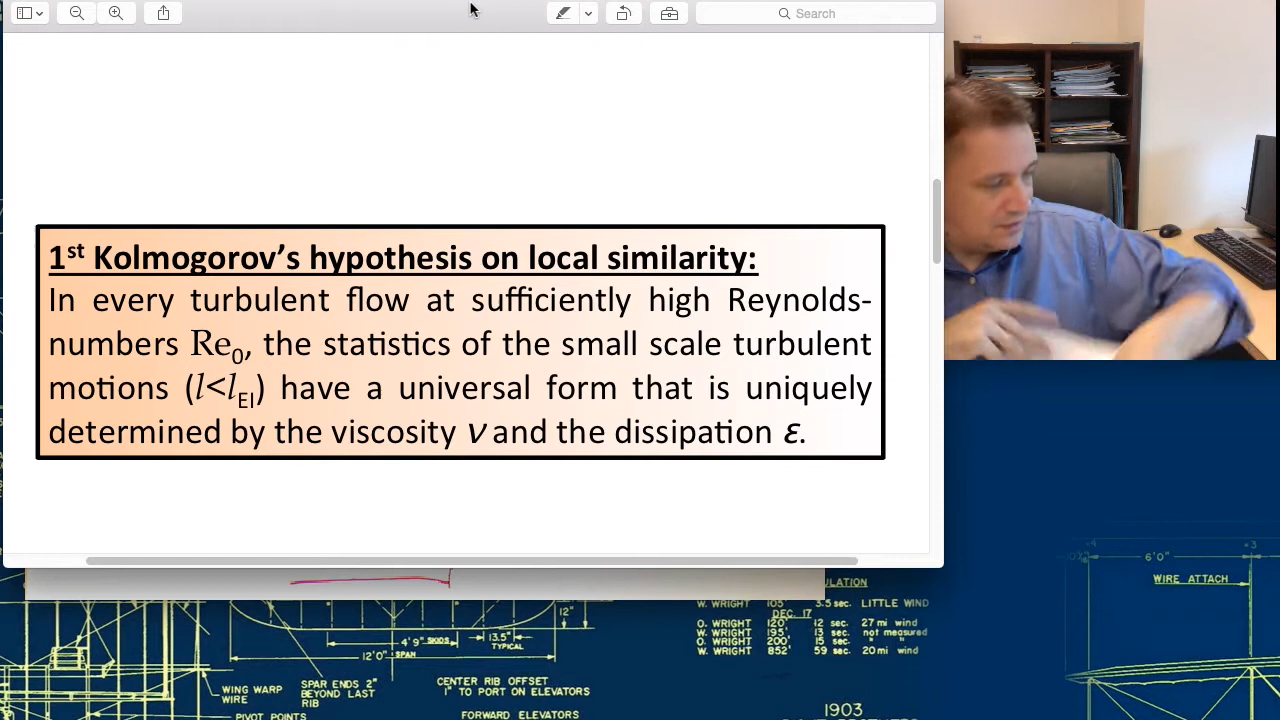 Search
1st Kolmogorov's hypothesis on local similarity:
In every turbulent flow at sufficiently high Reynolds-
numbers Re0, the statistics of the small scale turbulent
motions (l<lEI) have a universal form that is uniquely
determined by the viscosity ν and the dissipation ε.
6'0"
WIRE ATTACH
ULATION
W. WRIGHT 105' 3.5 sec. LITTLE WIND
DEC. 17
O. WRIGHT 120' 12 sec. 27 mi wind
W. WRIGHT 195' 13 sec. not measured
O. WRIGHT 200' 15 sec. " "
W. WRIGHT 852' 59 sec. 20 mi wind
12"
4'9" SKIDS
13.5"
TYPICAL
12'0" SPAN
WING WARP
WIRE
SPAR ENDS 2"
BEYOND LAST
RIB
CENTER RIB OFFSET
1" TO PORT ON ELEVATORS
PIVOT POINTS
FORWARD ELEVATORS
1903